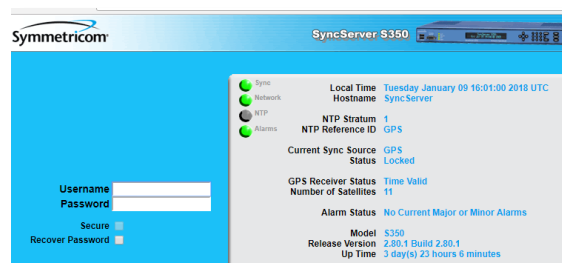 Symmetricom
SyncServer S350
Sync
Network
NTP
Alarms
Local Time Tuesday January 09 16:01:00 2018 UTC
Hostname SyncServer
NTP Stratum 1
NTP Reference ID GPS
Current Sync Source GPS
Status Locked
GPS Receiver Status Time Valid
Number of Satellites 11
Alarm Status No Current Major or Minor Alarms
Model S350
Release Version 2.80.1 Build 2.80.1
Up Time 3 day(s) 23 hours 6 minutes
Username
Password
Secure
Recover Password